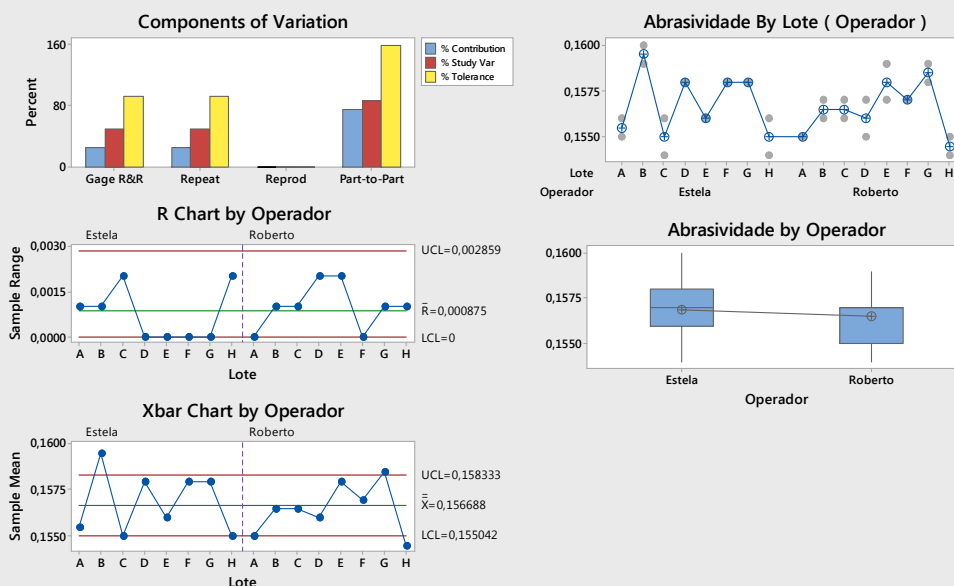 Components of Variation
160
80
0
Percent
Gage R&R Repeat Reprod Part-to-Part
% Contribution
% Study Var
% Tolerance
R Chart by Operador
Estela Roberto
0,0030
0,0015
0,0000
Sample Range
UCL=0,002859
R=0,000875
LCL=0
A B C D E F G H A B C D E F G H
Lote
Xbar Chart by Operador
Estela Roberto
0,1600
0,1575
0,1550
Sample Mean
UCL=0,158333
X=0,156688
LCL=0,155042
A B C D E F G H A B C D E F G H
Lote
Abrasividade By Lote ( Operador )
0,1600
0,1575
0,1550
Lote A B C D E F G H A B C D E F G H
Operador Estela Roberto
Abrasividade by Operador
0,1600
0,1575
0,1550
Estela Roberto
Operador